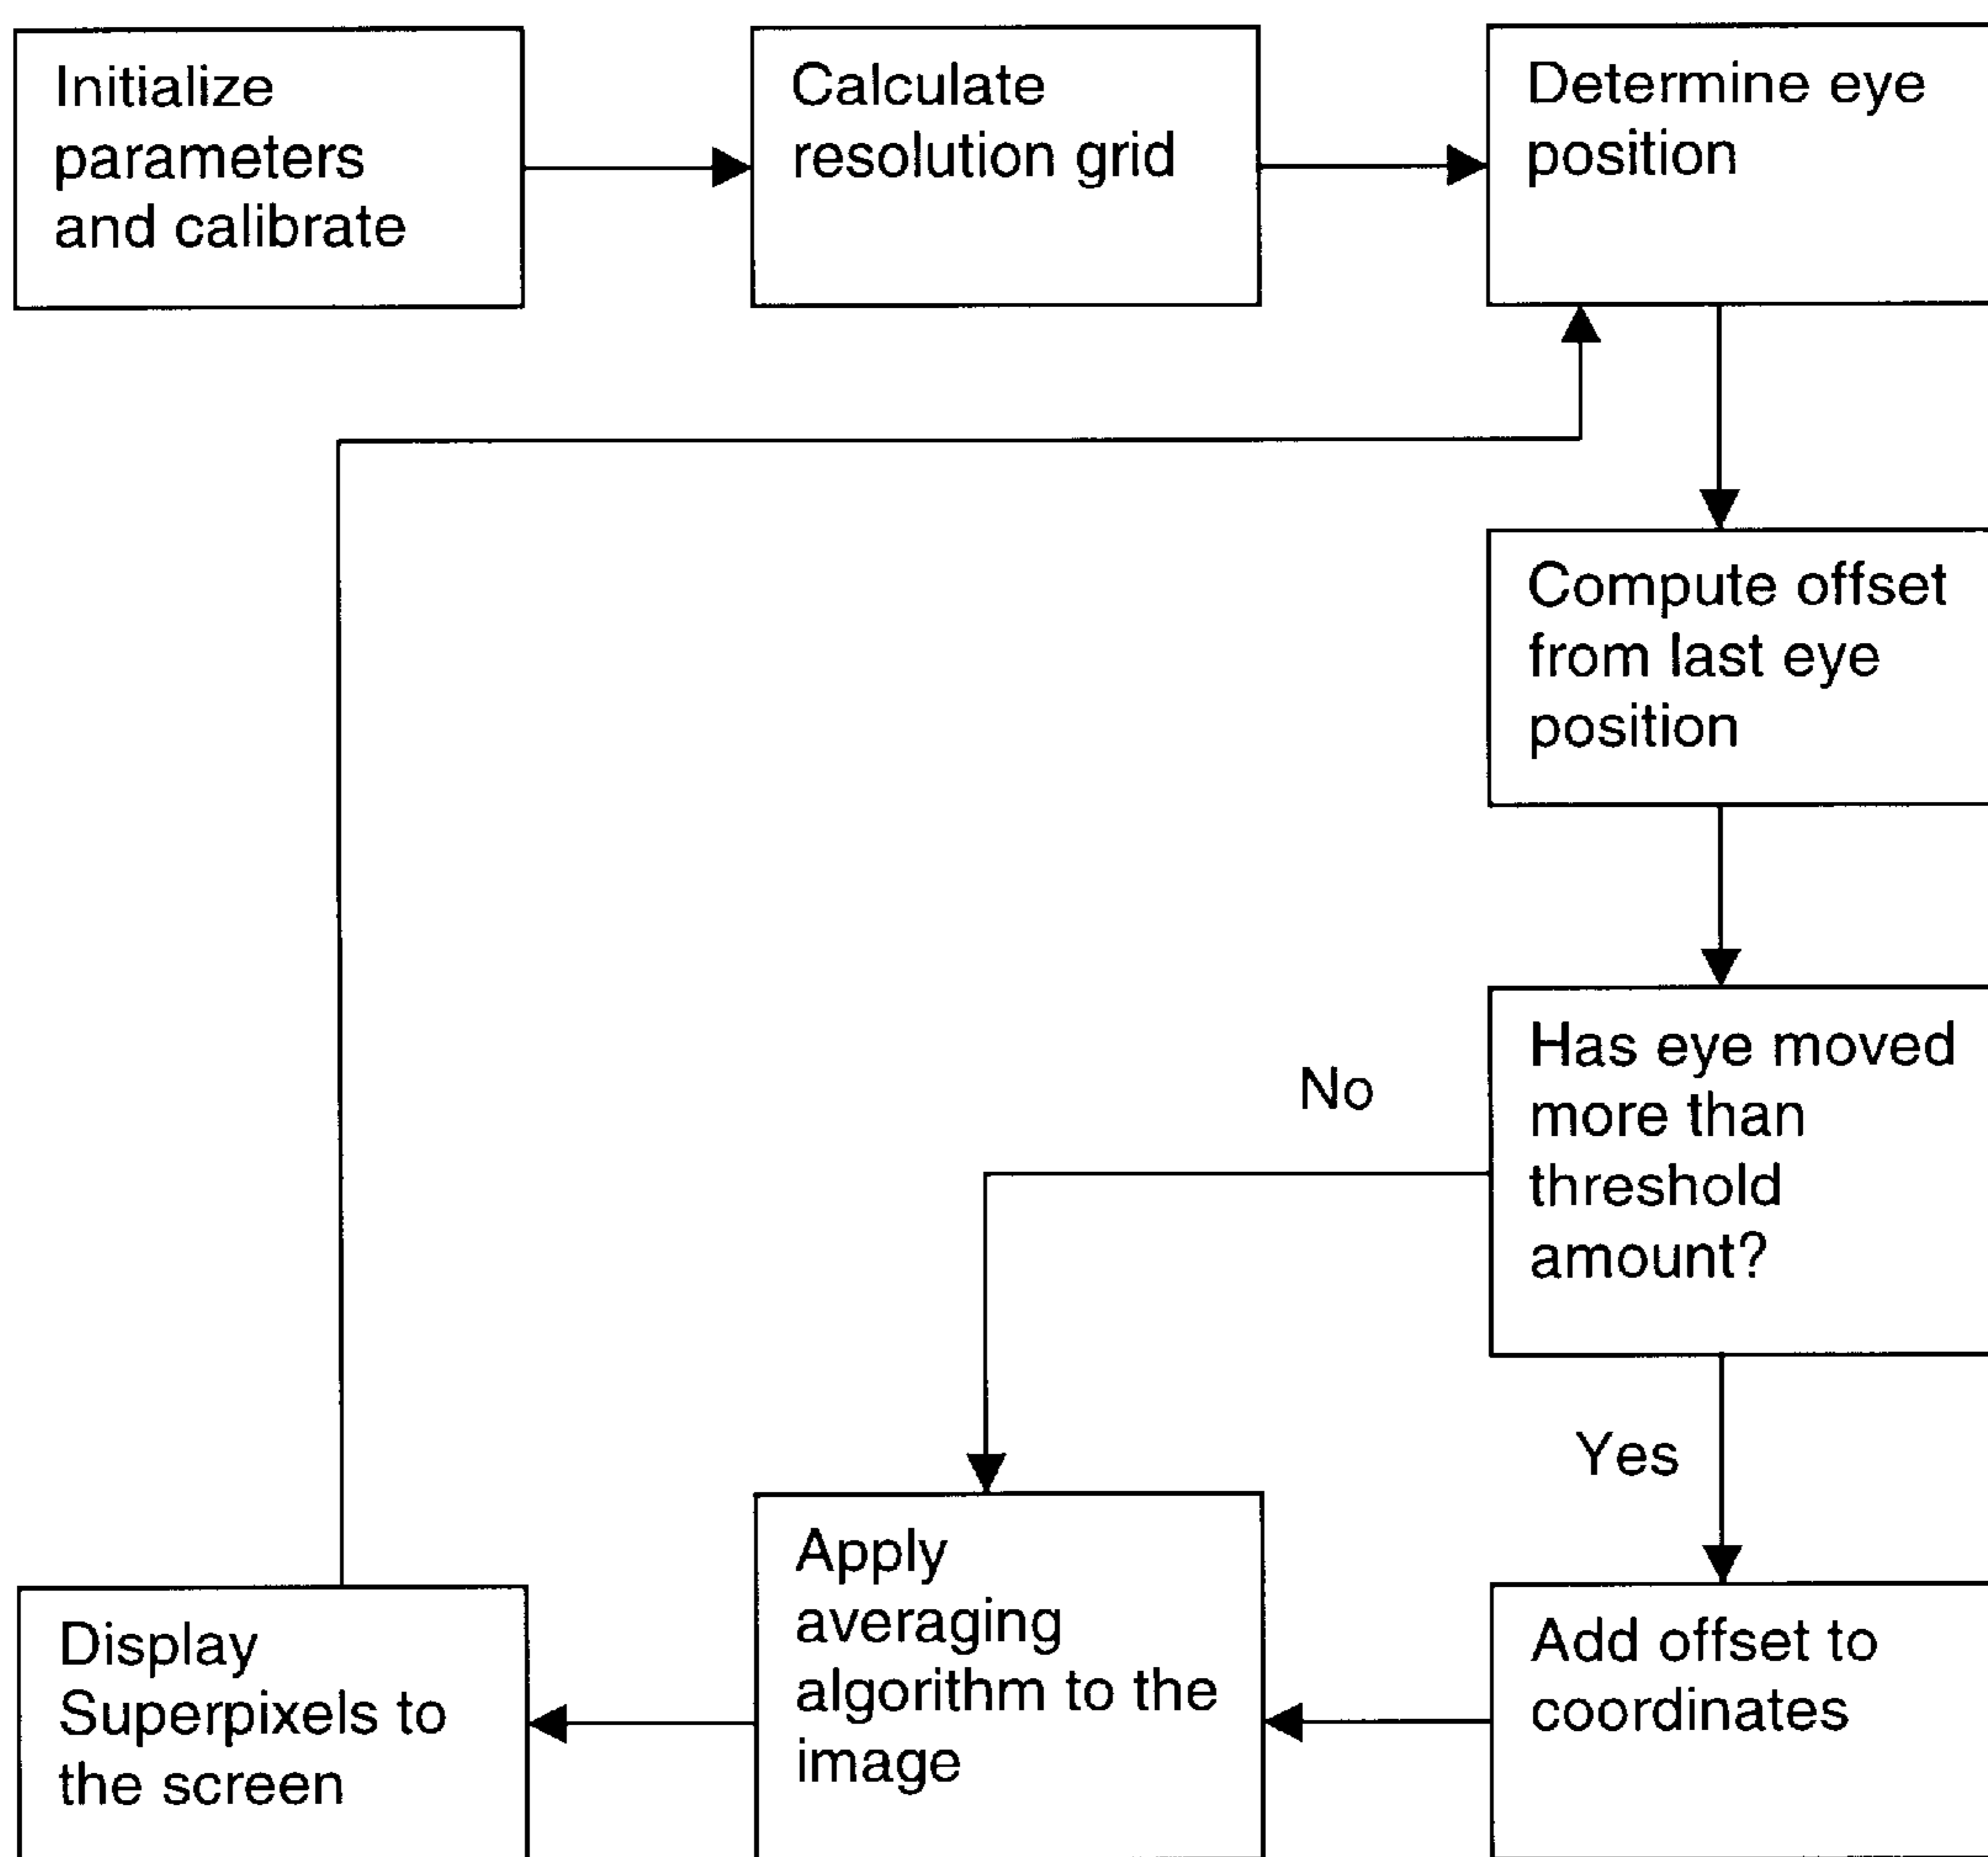 Initialize
parameters
and calibrate
Calculate
resolution grid
Determine eye
position
Compute offset
from last eye
position
Has eye moved
more than
threshold
amount?
No
Yes
Add offset to
coordinates
Apply
averaging
algorithm to the
image
Display
Superpixels to
the screen